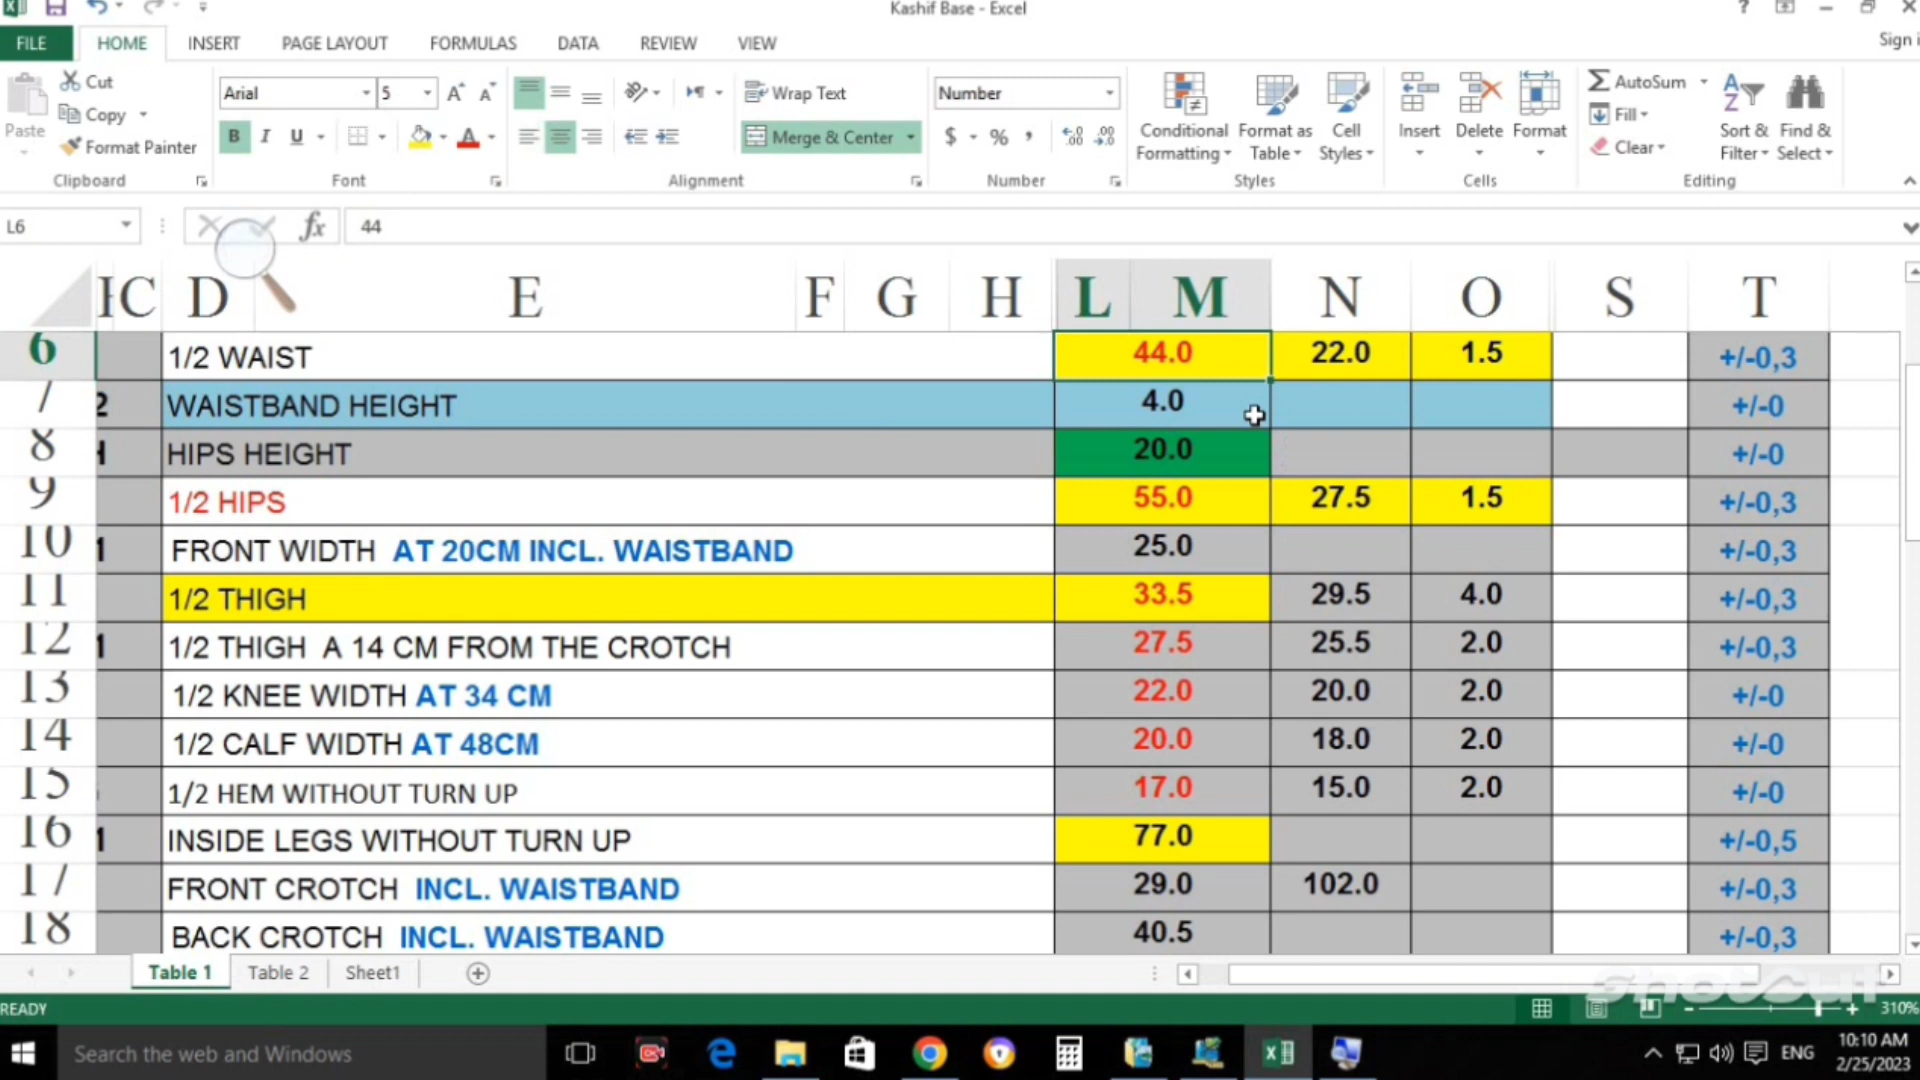 Kashif Base - Excel
?
FILE HOME INSERT PAGE LAYOUT FORMULAS DATA REVIEW VIEW
Sign i
Paste
Cut
Copy
Format Painter
Clipboard
Arial 5
B I U
Font
Wrap Text
Merge & Center
Alignment
Number
$ % ,
Number
Conditional Formatting
Format as Table
Cell Styles
Styles
Insert Delete Format
Cells
AutoSum
Fill
Clear
Sort & Filter
Find & Select
Editing
L6 fx 44
C D E F G H L M N O S T
6 1/2 WAIST 44.0 22.0 1.5 +/-0,3
7 2 WAISTBAND HEIGHT 4.0 +/-0
8 HIPS HEIGHT 20.0 +/-0
9 1/2 HIPS 55.0 27.5 1.5 +/-0,3
10 1 FRONT WIDTH AT 20CM INCL. WAISTBAND 25.0 +/-0,3
11 1/2 THIGH 33.5 29.5 4.0 +/-0,3
12 1 1/2 THIGH A 14 CM FROM THE CROTCH 27.5 25.5 2.0 +/-0,3
13 1/2 KNEE WIDTH AT 34 CM 22.0 20.0 2.0 +/-0
14 1/2 CALF WIDTH AT 48CM 20.0 18.0 2.0 +/-0
15 1/2 HEM WITHOUT TURN UP 17.0 15.0 2.0 +/-0
16 1 INSIDE LEGS WITHOUT TURN UP 77.0 +/-0,5
17 FRONT CROTCH INCL. WAISTBAND 29.0 102.0 +/-0,3
18 BACK CROTCH INCL. WAISTBAND 40.5 +/-0,3
Table 1 Table 2 Sheet1
shotcut
READY
310%
Search the web and Windows
ENG
10:10 AM
2/25/2023